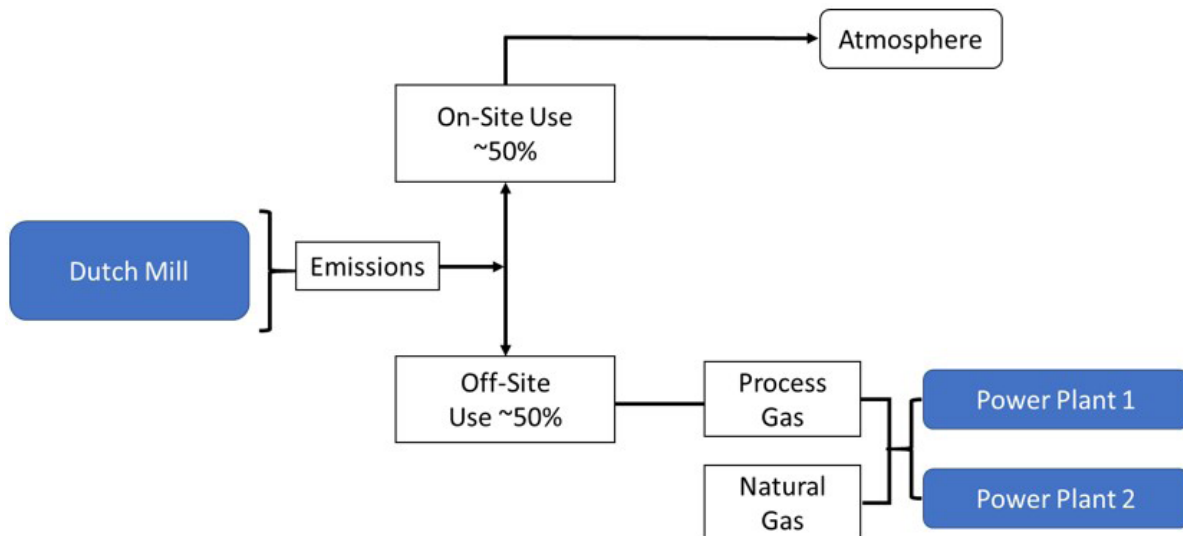 Atmosphere
On-Site Use
~50%
Dutch Mill
Emissions
Off-Site
Use ~50%
Process
Gas
Power Plant 1
Natural
Gas
Power Plant 2